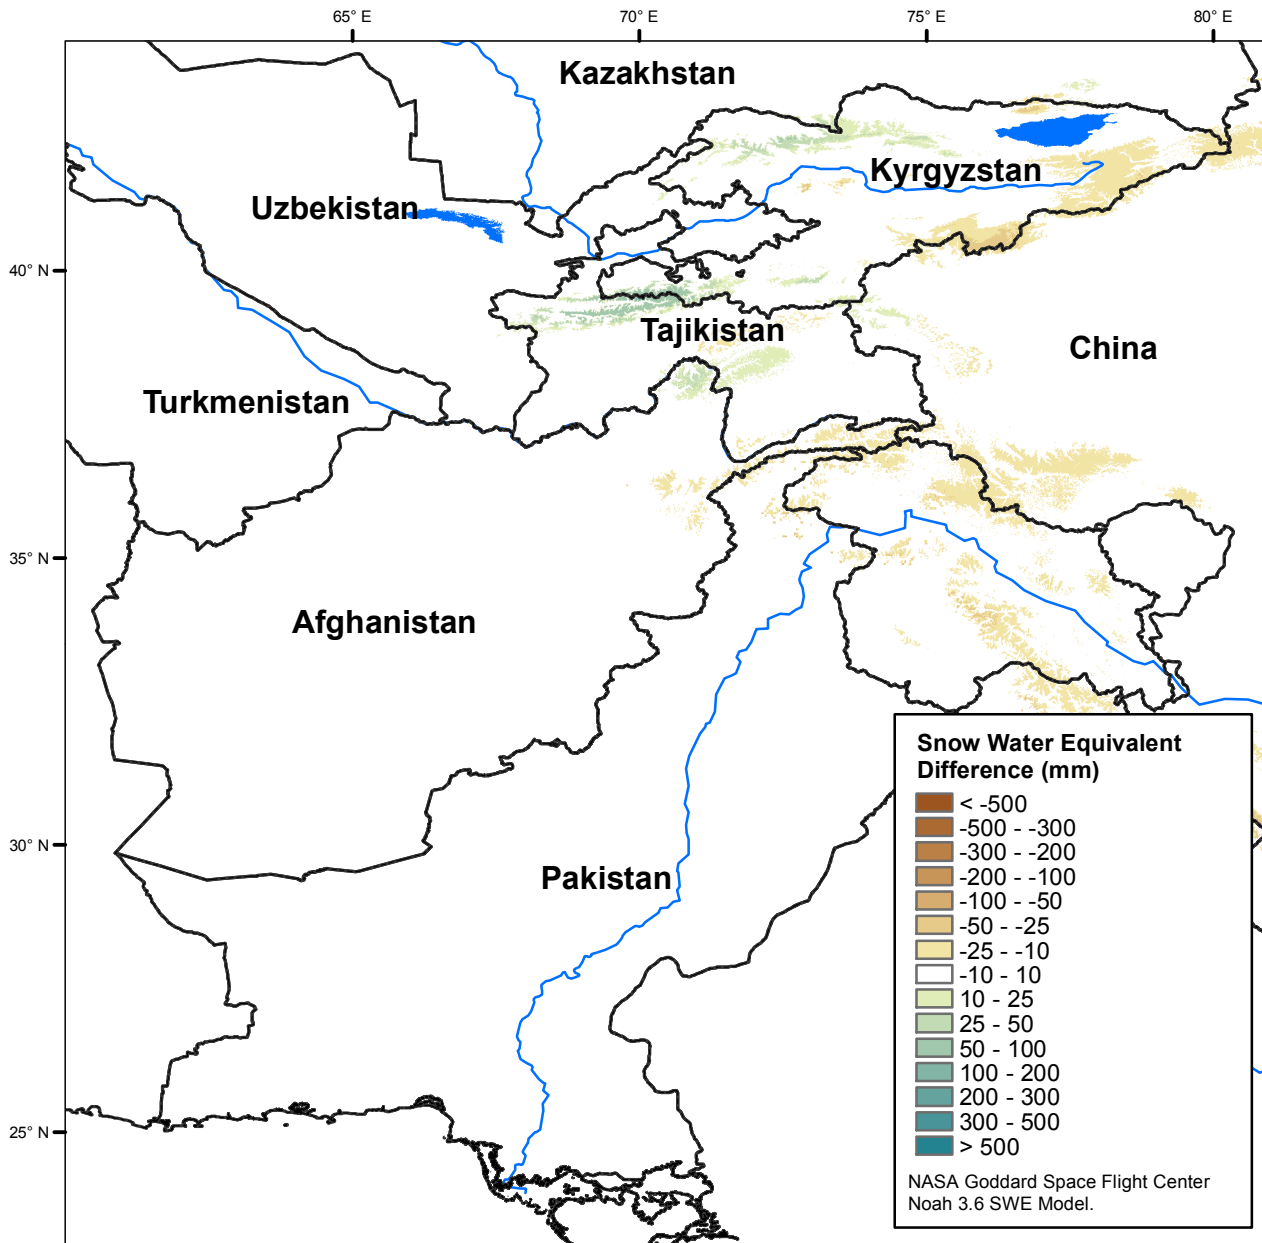 65° E
70° E
75° E
80° E
Kazakhstan
Kyrgyzstan
Uzbekistan
40° N
Tajikistan
China
Turkmenistan
35° N
Afghanistan
Snow Water Equivalent
Difference (mm)
< -500
-500 - -300
-300 - -200
-200 - -100
-100 - -50
-50 - -25
-25 - -10
-10 - 10
10 - 25
25 - 50
50 - 100
100 - 200
200 - 300
300 - 500
> 500
NASA Goddard Space Flight Center
Noah 3.6 SWE Model.
30° N
Pakistan
25° N